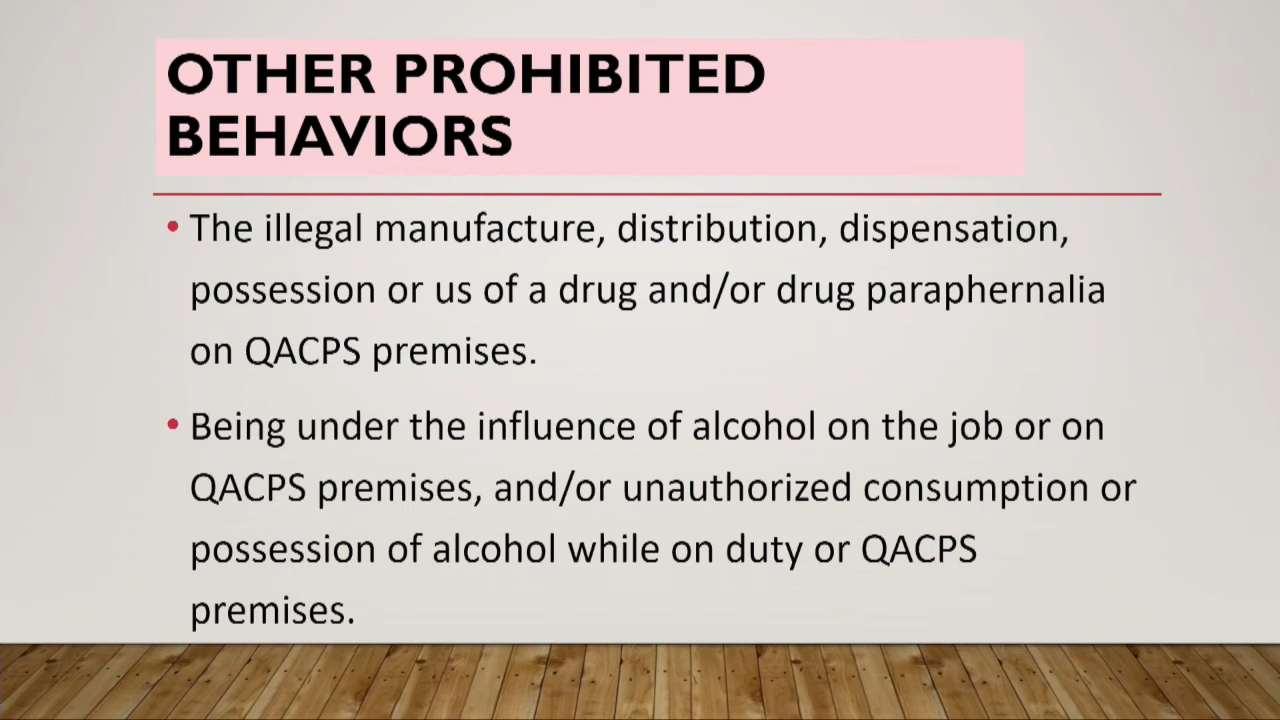 OTHER PROHIBITED
BEHAVIORS
• The illegal manufacture, distribution, dispensation,
possession or us of a drug and/or drug paraphernalia
on QACPS premises.
• Being under the influence of alcohol on the job or on
QACPS premises, and/or unauthorized consumption or
possession of alcohol while on duty or QACPS
premises.